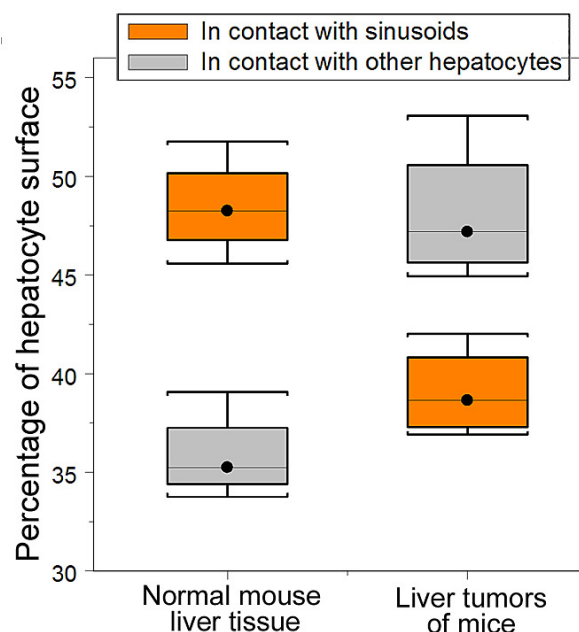 In contact with sinusoids
In contact with other hepatocytes
Percentage of hepatocyte surface
55
50
45
40
35
30
Normal mouse
liver tissue
Liver tumors
of mice